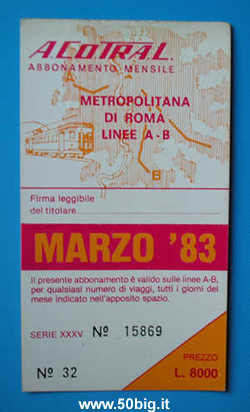 A.CO.TRA.L.
ABBONAMENTO MENSILE
A
B
METROPOLITANA
DI ROMA
LINEE A - B
Firma leggibile
del titolare
MARZO '83
Il presente abbonamento è valido sulle linee A-B,
per qualsiasi numero di viaggi, tutti i giorni del
mese indicato nell'apposito spazio.
SERIE XXXV Nº 15869
PREZZO
Nº 32
L. 8000
www.50big.it